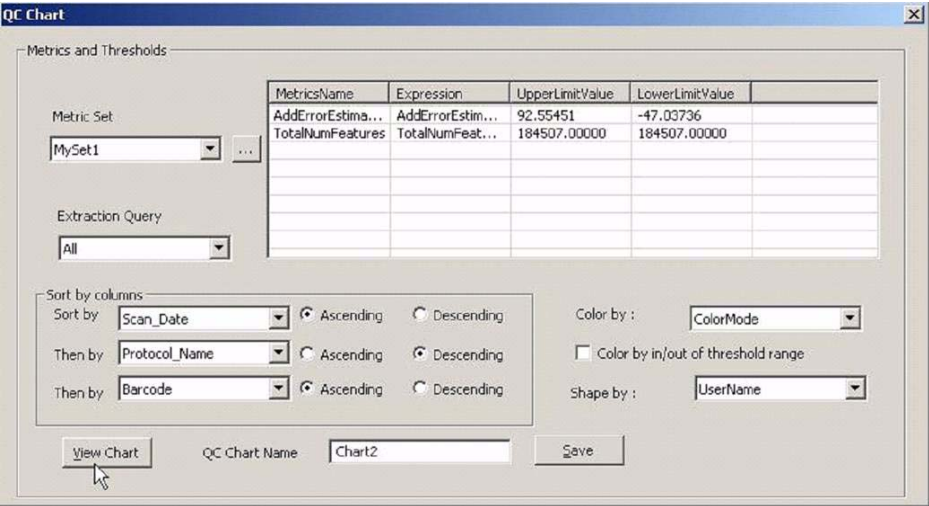 QC Chart
Metrics and Thresholds
MetricsName Expression UpperLimitValue LowerLimitValue
AddErrorEstima... AddErrorEstim... 92.55451 -47.03736
TotalNumFeatures TotalNumFeat... 184507.00000 184507.00000
Metric Set
MySet1 ...
Extraction Query
All
Sort by columns
Sort by Scan_Date Ascending Descending
Then by Protocol_Name Ascending Descending
Then by Barcode Ascending Descending
Color by : ColorMode
Color by in/out of threshold range
Shape by : UserName
View Chart QC Chart Name Chart2 Save